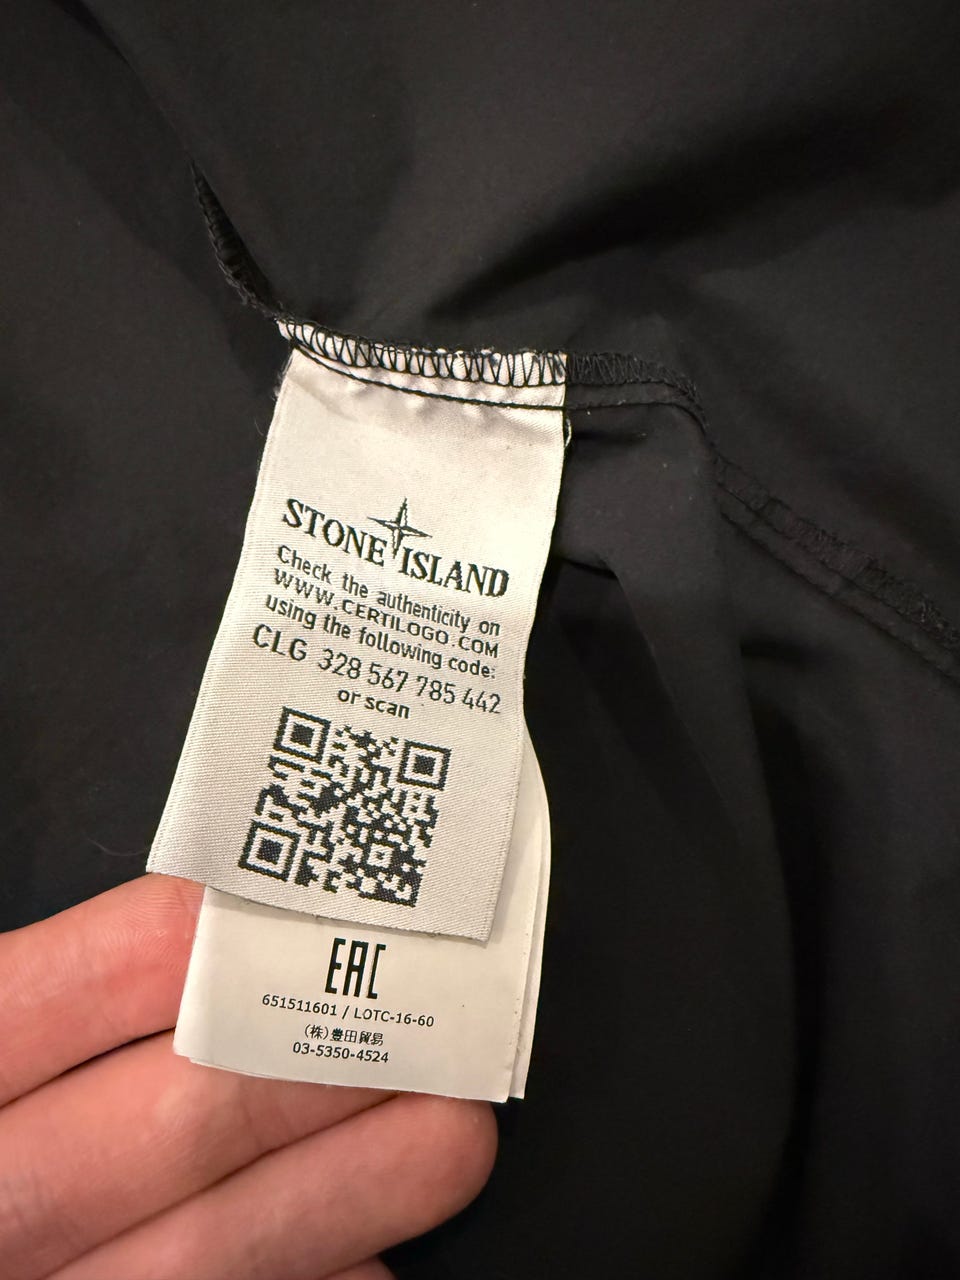 STONE ISLAND
Check the authenticity on
WWW.CERTILOGO.COM
using the following code:
CLG 328 567 785 442
or scan
EAC
651511601 / LOTC-16-60
(株)豊田貿易
03-5350-4524